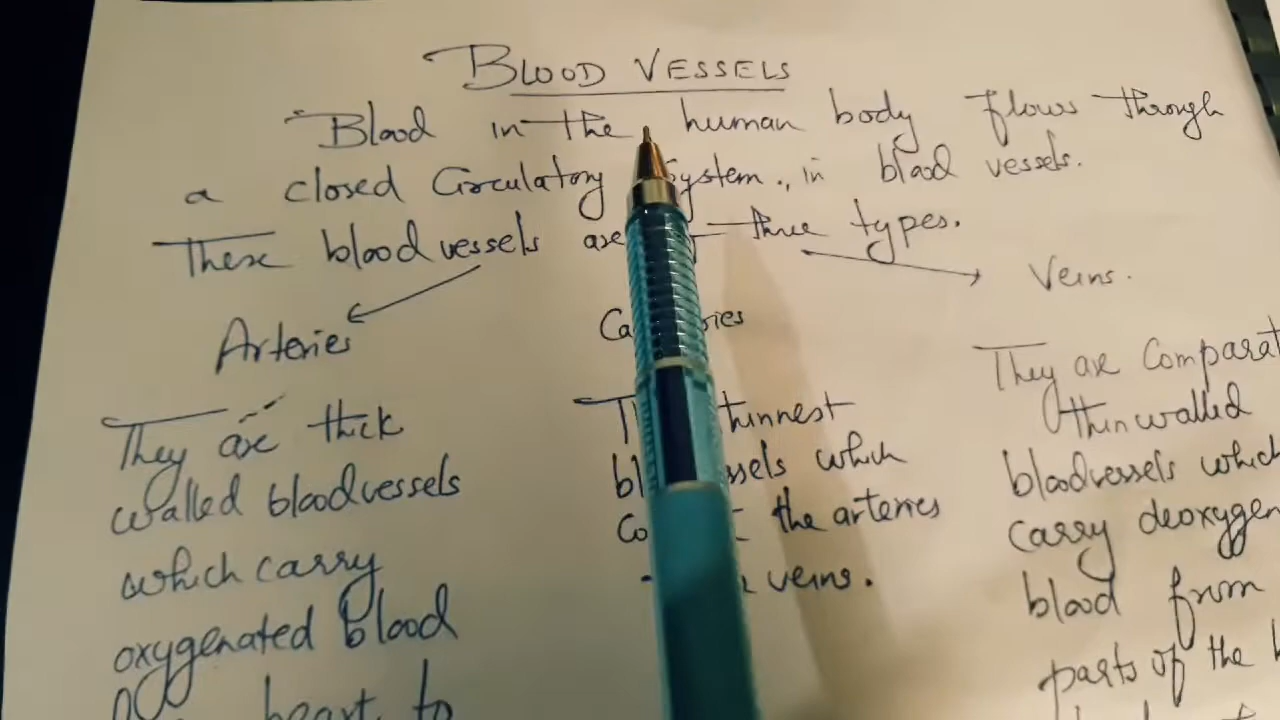 BLOOD VESSELS
Blood in the human body flows through
a closed Circulatory System., in blood vessels.
These blood vessels are three types.
Arteries
They are thick
walled bloodvessels
which carry
oxygenated blood
heart to
thinnest
which
the arteries
veins.
Veins.
They are Comparat
thin walled
bloodvessels which
carry deoxygen
blood from
parts of the